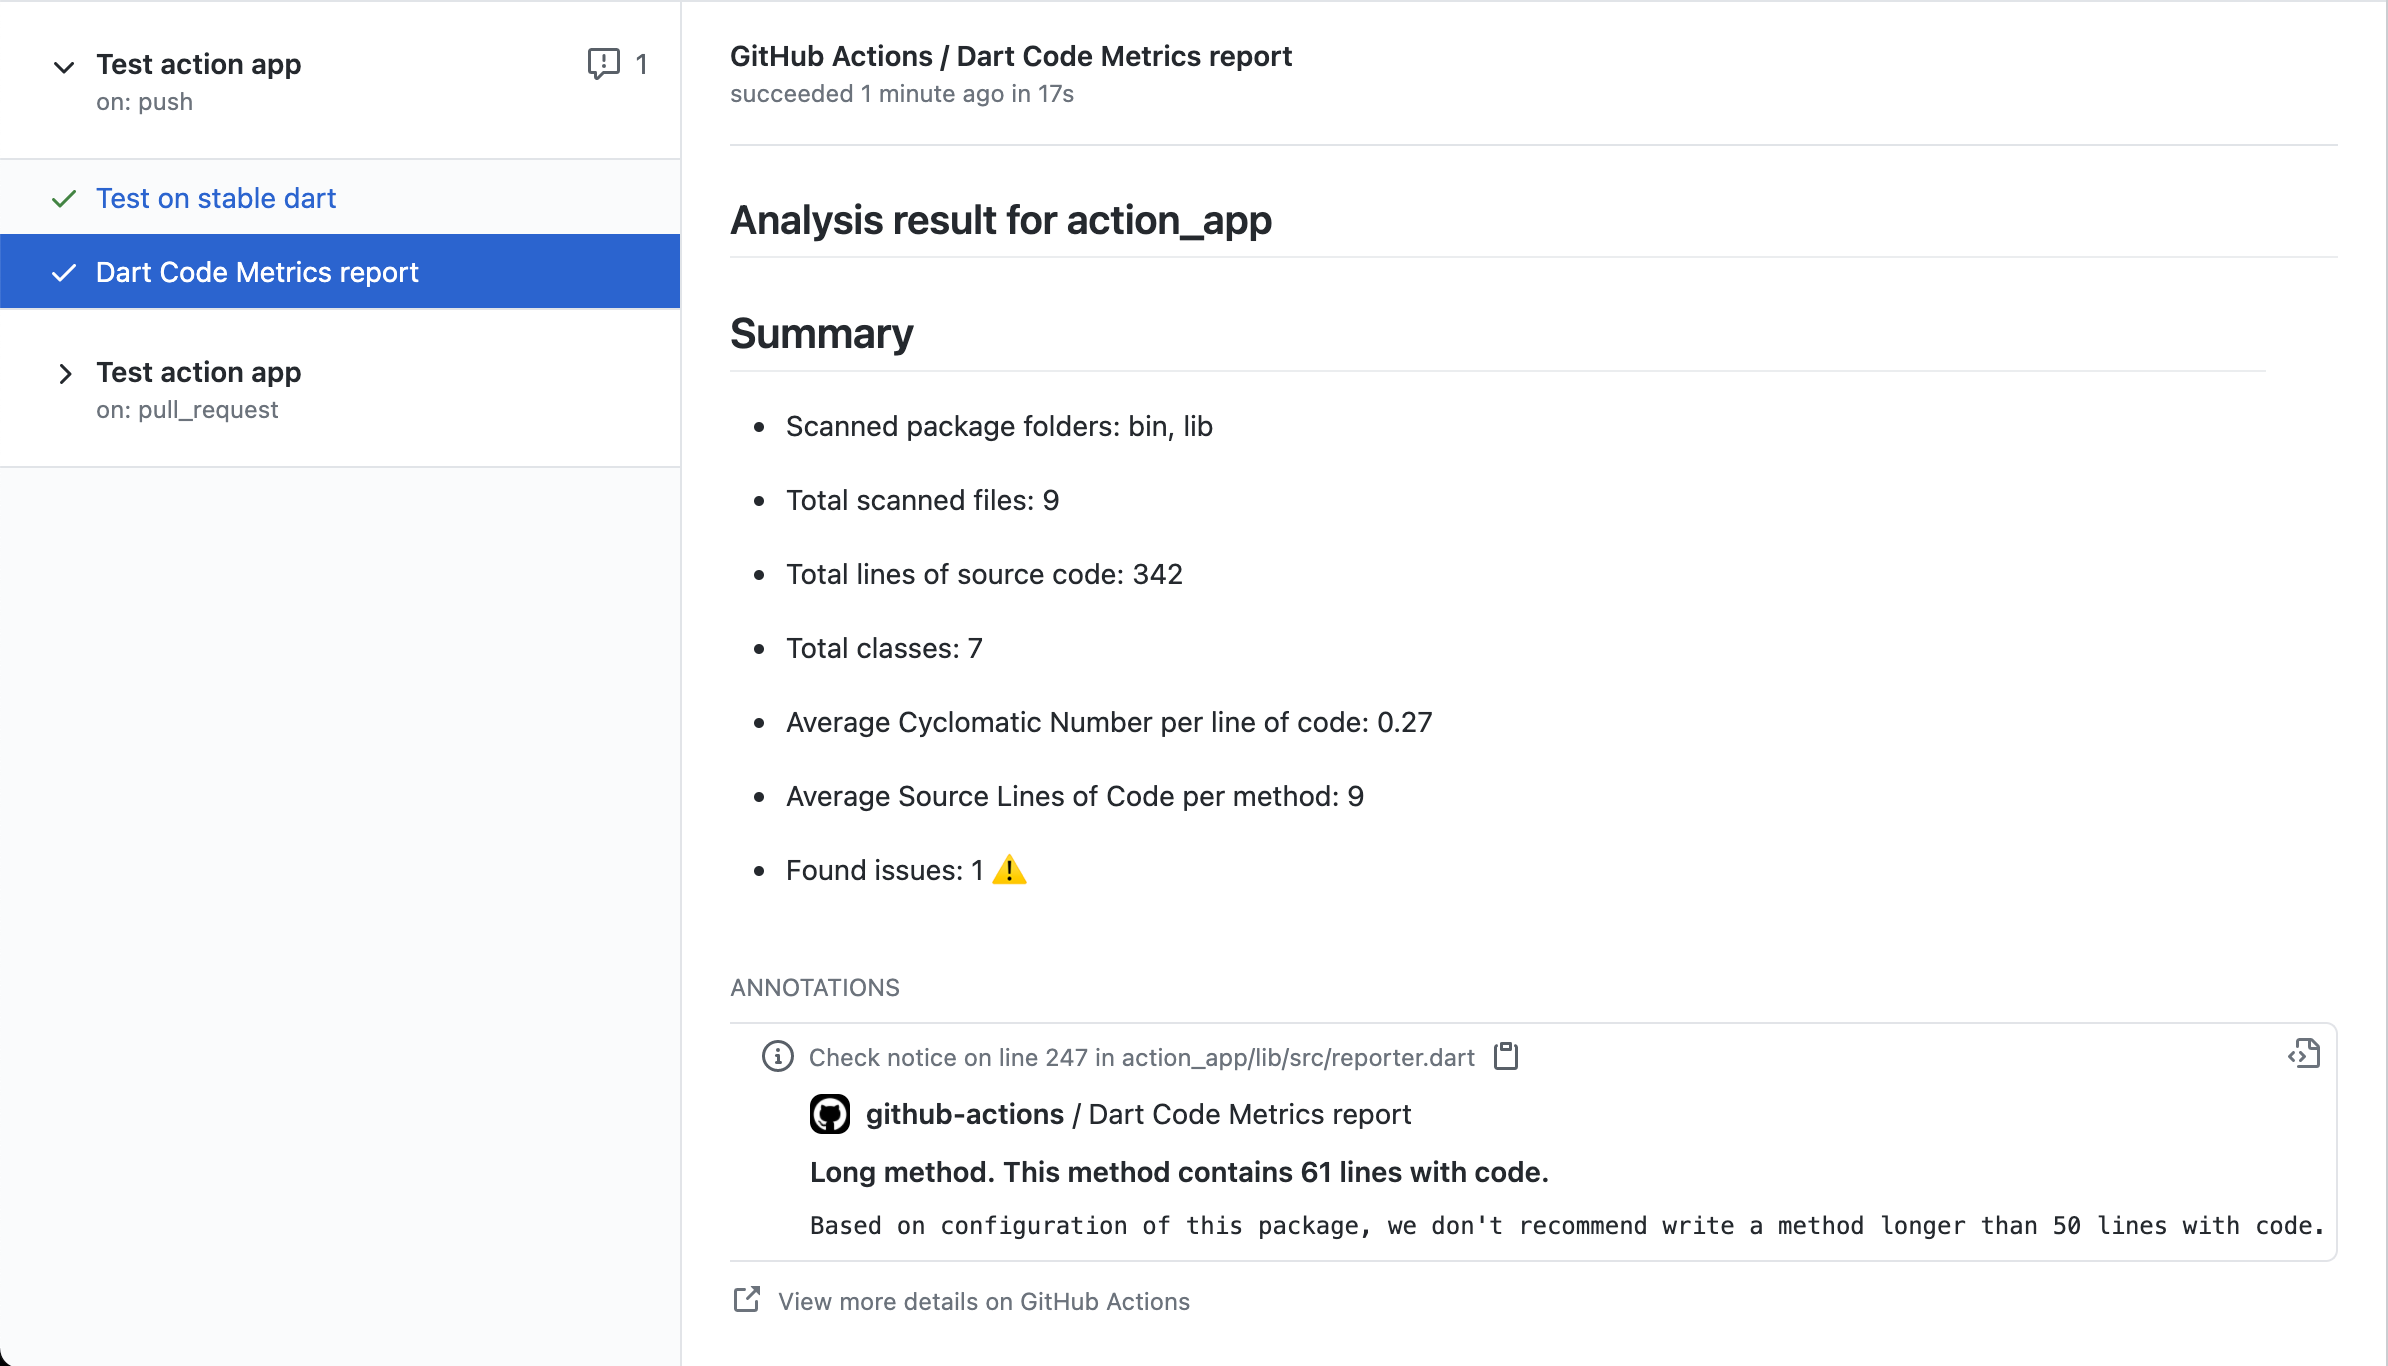 Test action app
1
on: push
Test on stable dart
Dart Code Metrics report
Test action app
on: pull_request
GitHub Actions / Dart Code Metrics report
succeeded 1 minute ago in 17s
Analysis result for action_app
Summary
Scanned package folders: bin, lib
Total scanned files: 9
Total lines of source code: 342
Total classes: 7
Average Cyclomatic Number per line of code: 0.27
Average Source Lines of Code per method: 9
Found issues: 1 ⚠️
ANNOTATIONS
Check notice on line 247 in action_app/lib/src/reporter.dart
github-actions / Dart Code Metrics report
Long method. This method contains 61 lines with code.
Based on configuration of this package, we don't recommend write a method longer than 50 lines with code.
View more details on GitHub Actions